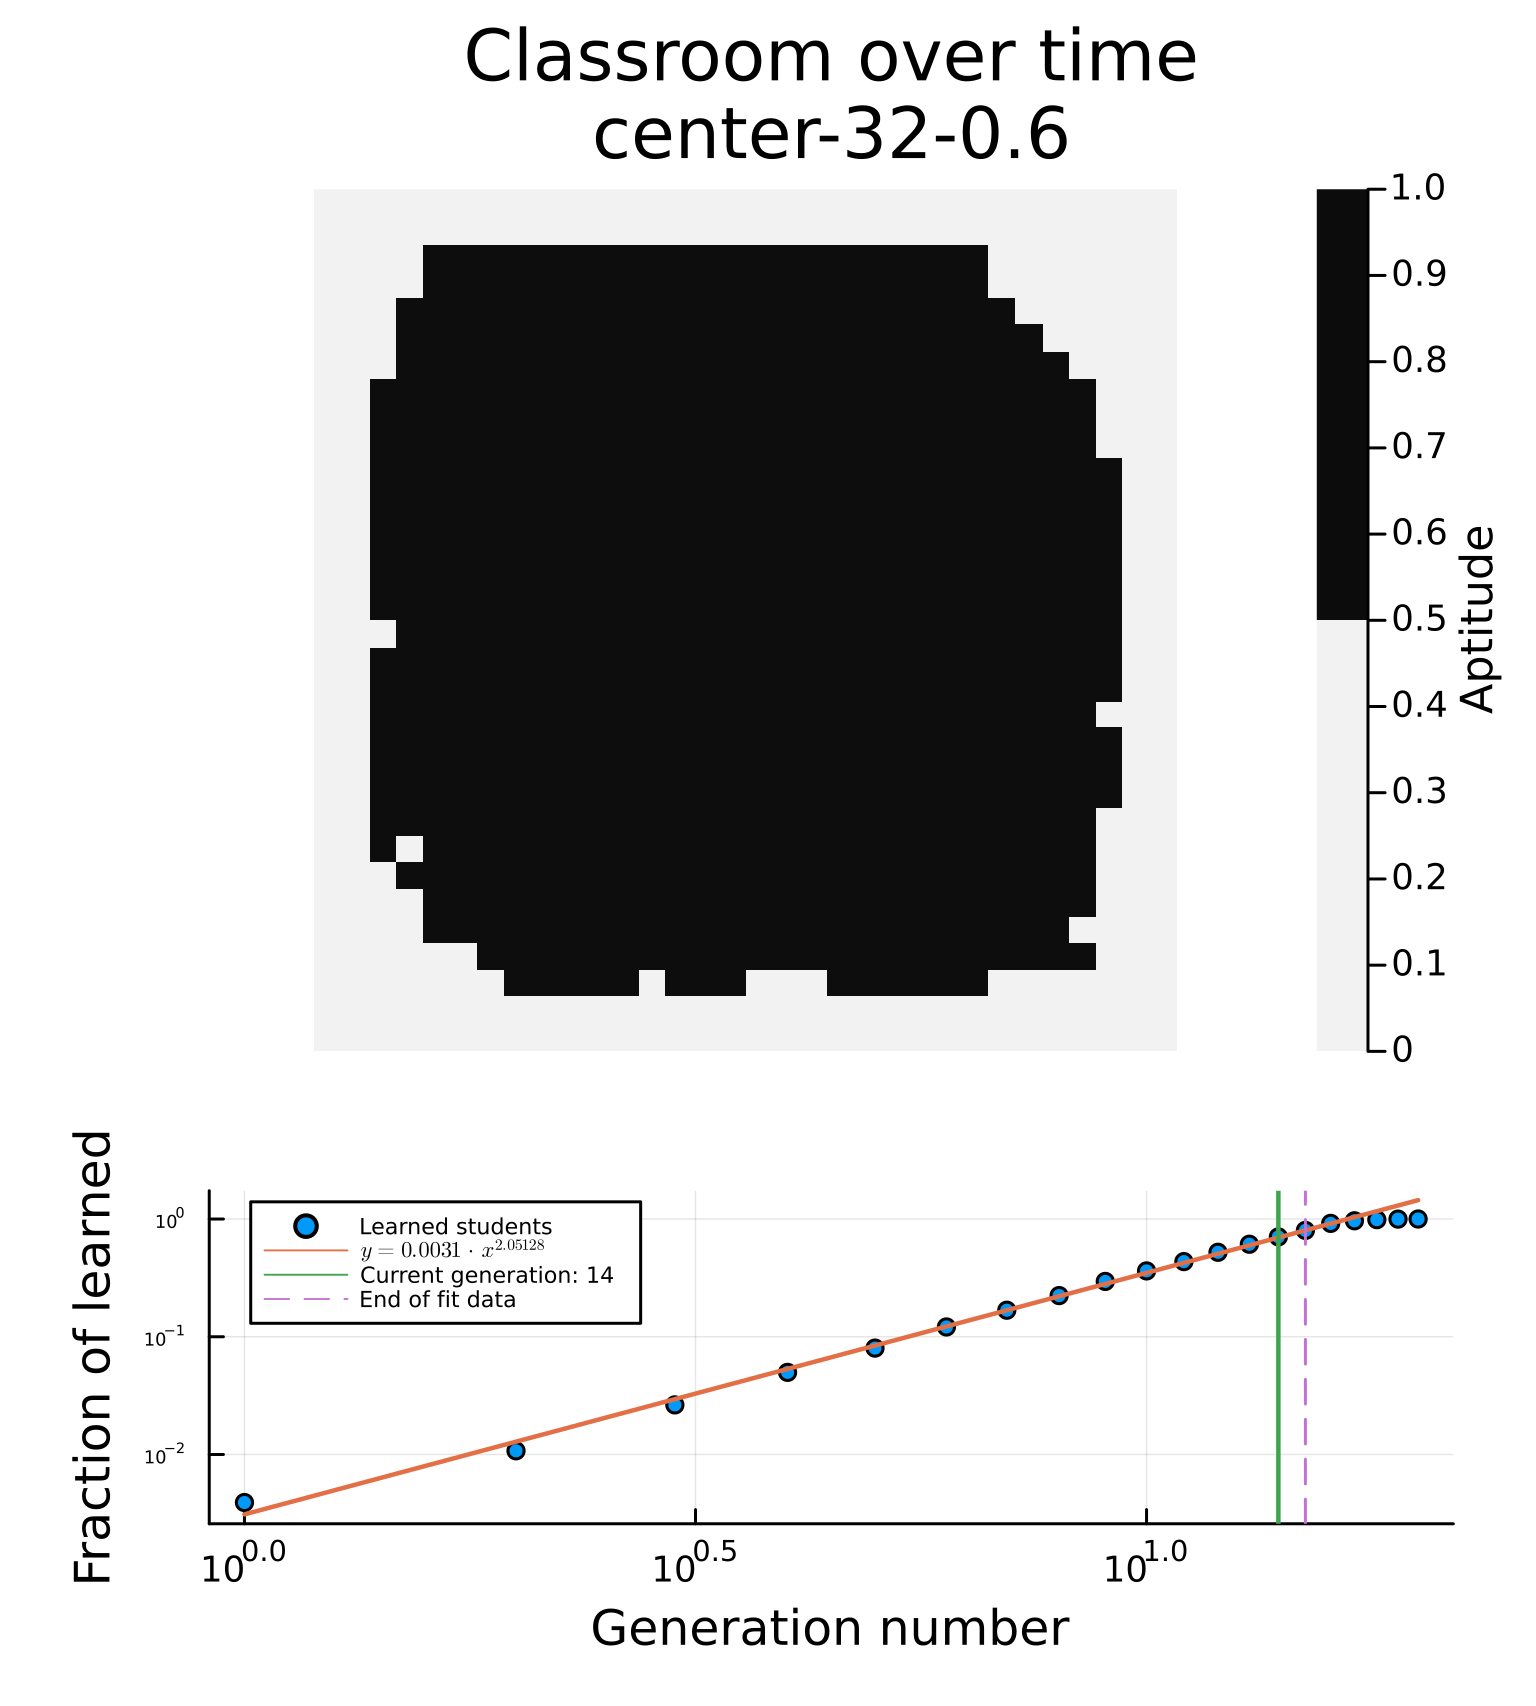 Classroom over time
center-32-0.6
1.0
0.9
0.8
0.7
0.6
0.5
0.4
0.3
0.2
0.1
0
Aptitude
Fraction of learned
10^0
10^−1
10^−2
Learned students
y = 0.0031 · x^2.05128
Current generation: 14
End of fit data
10^0.0
10^0.5
10^1.0
Generation number